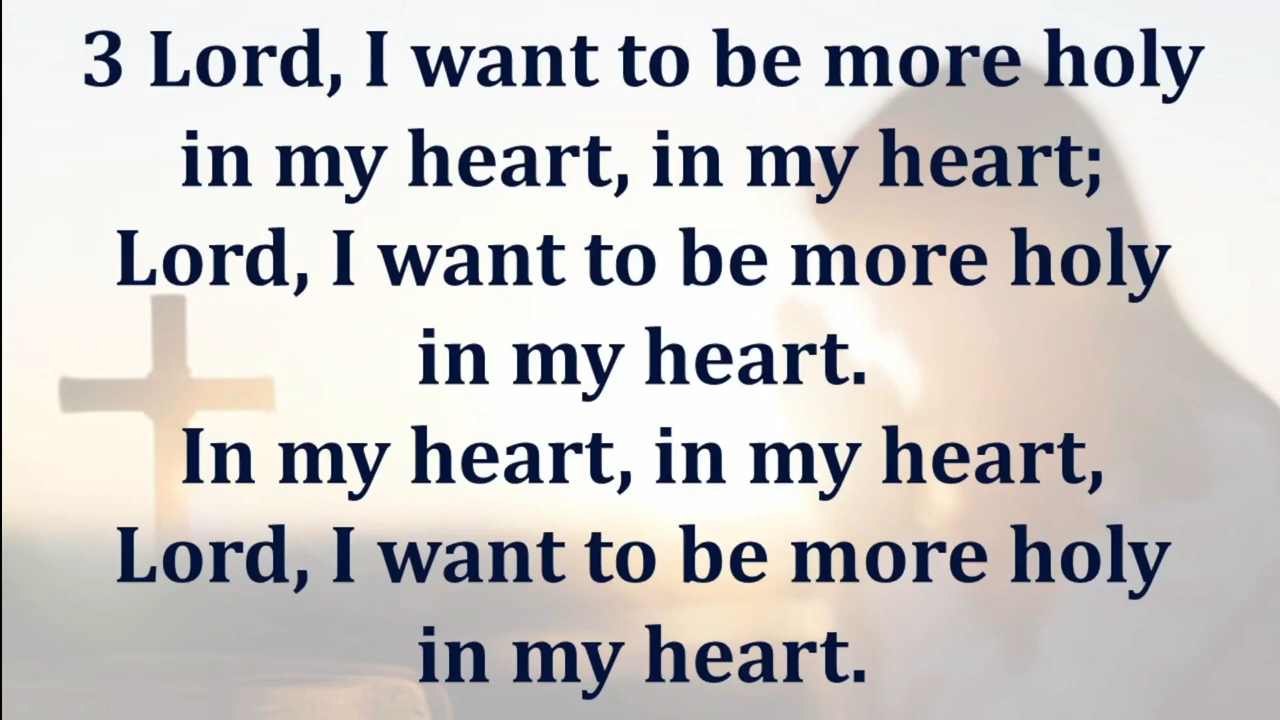 3 Lord, I want to be more holy
in my heart, in my heart;
Lord, I want to be more holy
in my heart.
In my heart, in my heart,
Lord, I want to be more holy
in my heart.